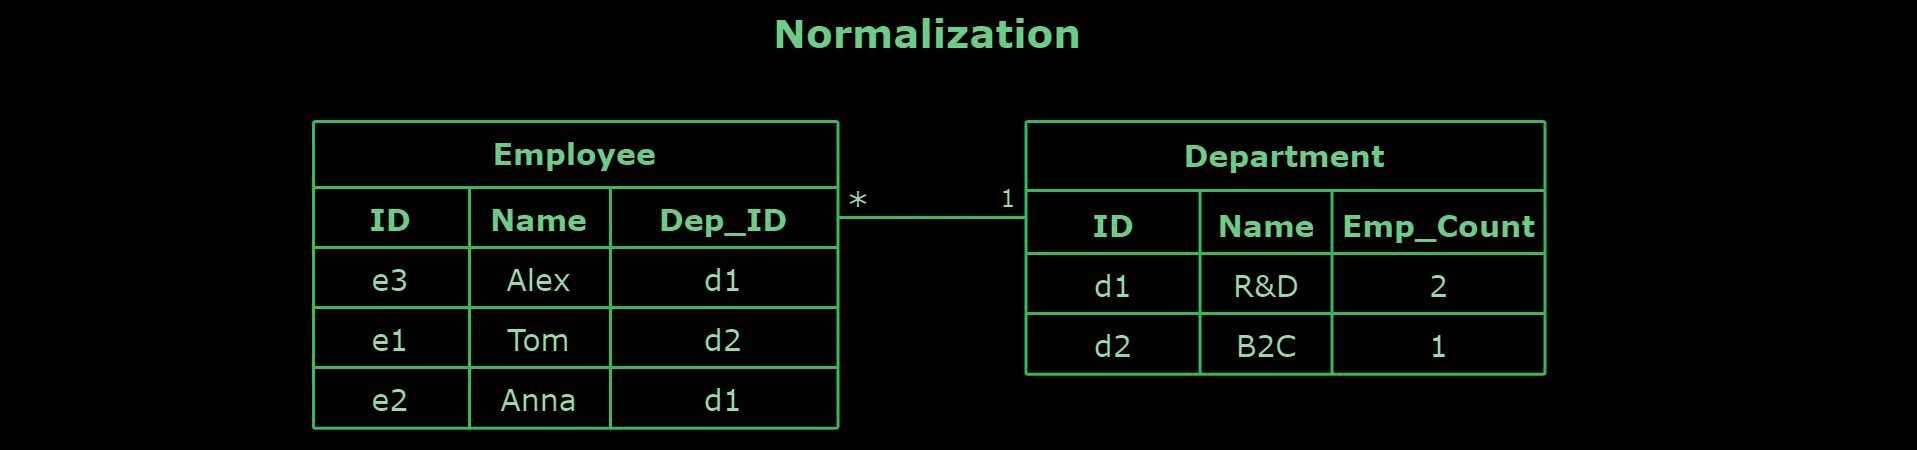 Normalization
Employee
ID Name Dep_ID
e3 Alex d1
e1 Tom d2
e2 Anna d1
* 1
Department
ID Name Emp_Count
d1 R&D 2
d2 B2C 1